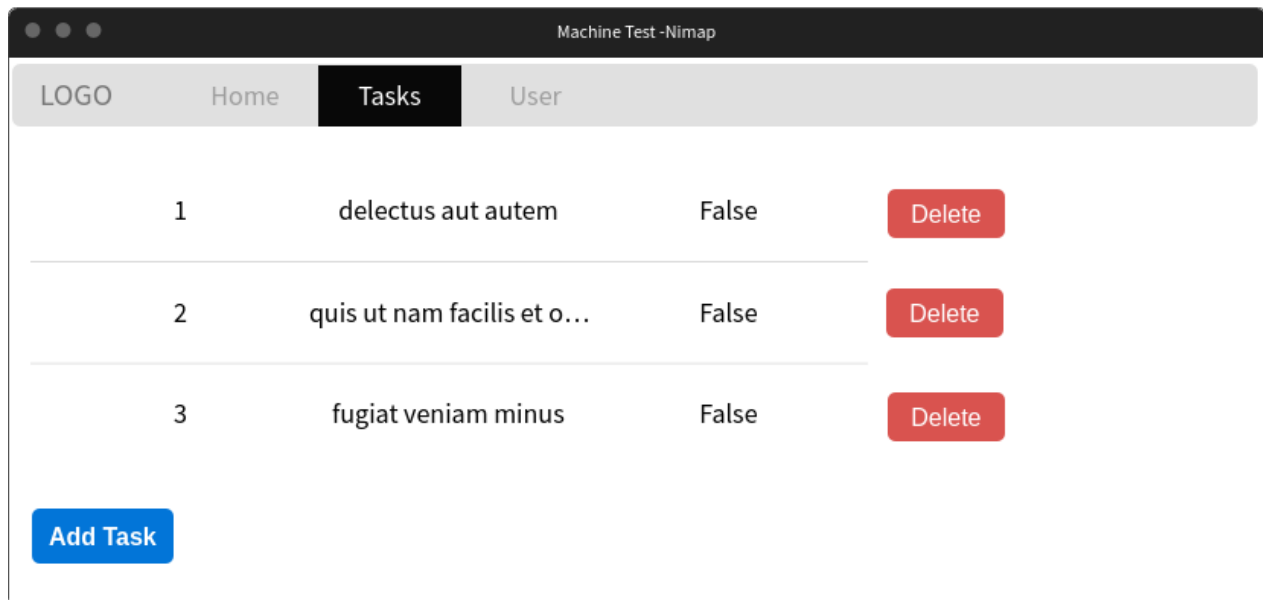 Machine Test -Nimap
LOGO Home Tasks User
1 delectus aut autem False Delete
2 quis ut nam facilis et o… False Delete
3 fugiat veniam minus False Delete
Add Task